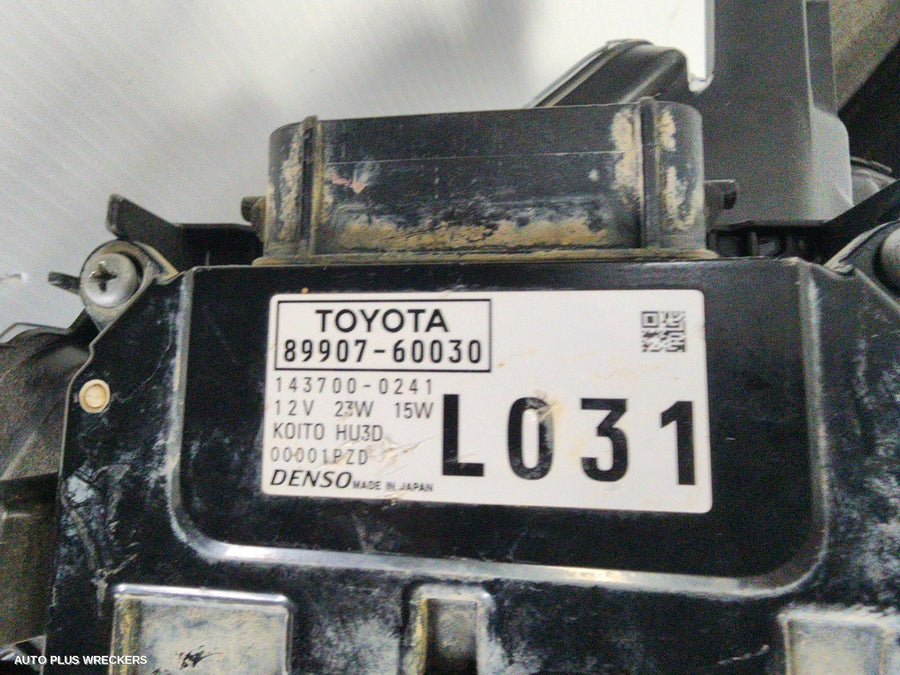 TOYOTA
89907-60030
143700-0241
12V 23W 15W
KOITO HU3D
00001PZD
L031
DENSO MADE IN JAPAN
AUTO PLUS WRECKERS